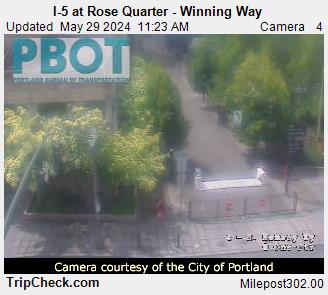 I-5 at Rose Quarter - Winning Way
Updated May 29 2024 11:23 AM Camera 4
PBOT
PORTLAND BUREAU OF TRANSPORTATION
Camera courtesy of the City of Portland
TripCheck.com Milepost302.00